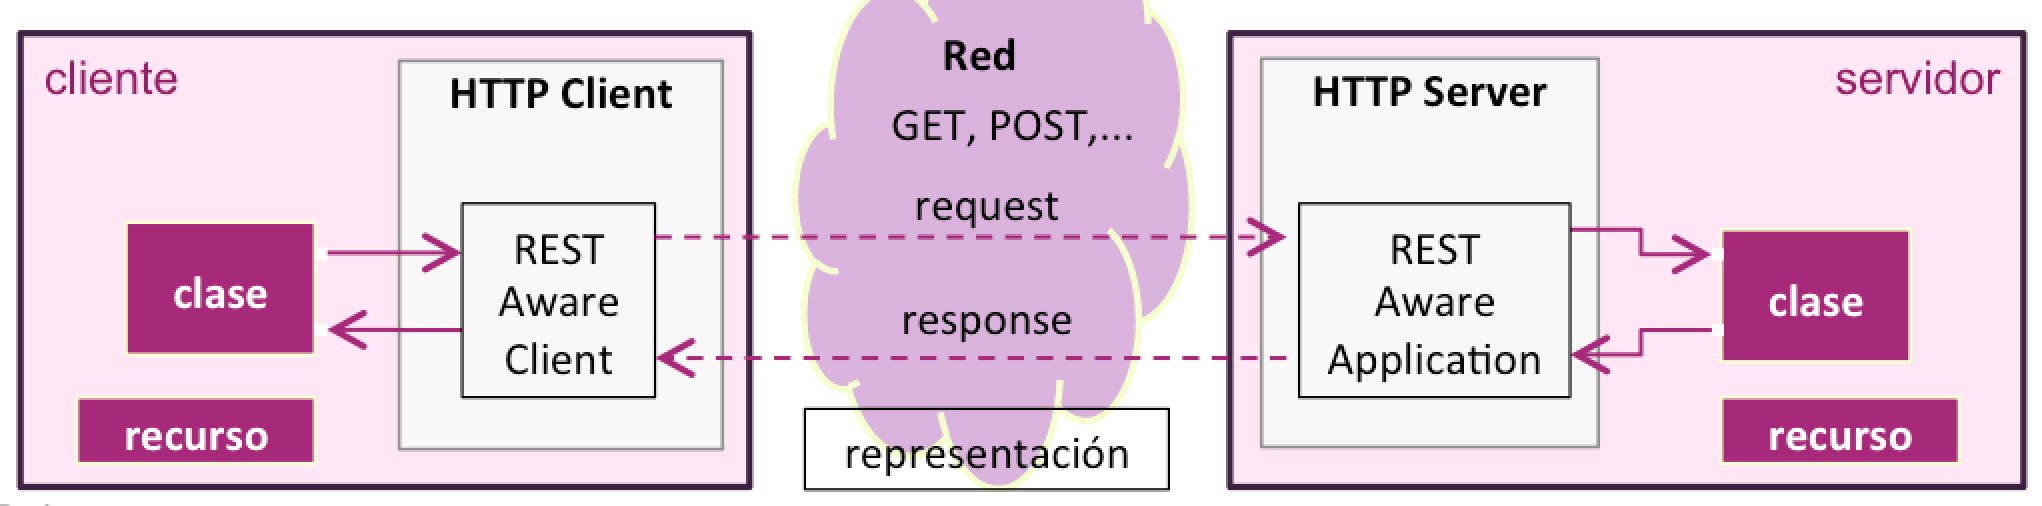 cliente
HTTP Client
clase
REST
Aware
Client
recurso
Red
GET, POST,...
request
response
representación
HTTP Server
servidor
REST
Aware
Application
clase
recurso